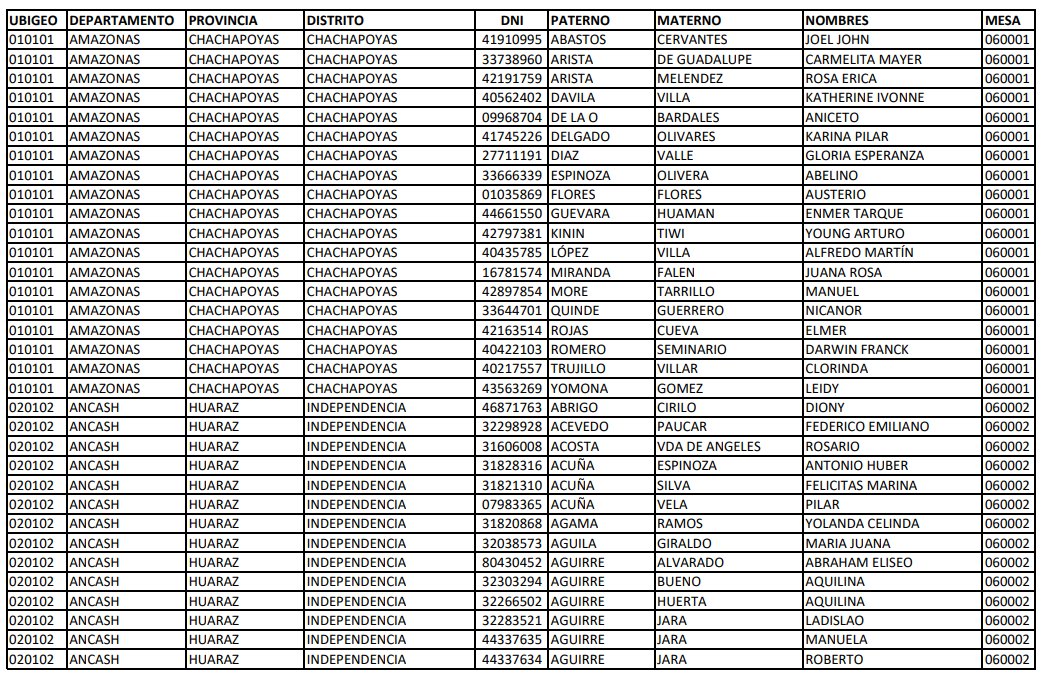 UBIGEO DEPARTAMENTO PROVINCIA DISTRITO DNI PATERNO MATERNO NOMBRES MESA
010101 AMAZONAS CHACHAPOYAS CHACHAPOYAS 41910995 ABASTOS CERVANTES JOEL JOHN 060001
010101 AMAZONAS CHACHAPOYAS CHACHAPOYAS 33738960 ARISTA DE GUADALUPE CARMELITA MAYER 060001
010101 AMAZONAS CHACHAPOYAS CHACHAPOYAS 42191759 ARISTA MELENDEZ ROSA ERICA 060001
010101 AMAZONAS CHACHAPOYAS CHACHAPOYAS 40562402 DAVILA VILLA KATHERINE IVONNE 060001
010101 AMAZONAS CHACHAPOYAS CHACHAPOYAS 09968704 DE LA O BARDALES ANICETO 060001
010101 AMAZONAS CHACHAPOYAS CHACHAPOYAS 41745226 DELGADO OLIVARES KARINA PILAR 060001
010101 AMAZONAS CHACHAPOYAS CHACHAPOYAS 27711191 DIAZ VALLE GLORIA ESPERANZA 060001
010101 AMAZONAS CHACHAPOYAS CHACHAPOYAS 33666339 ESPINOZA OLIVERA ABELINO 060001
010101 AMAZONAS CHACHAPOYAS CHACHAPOYAS 01035869 FLORES FLORES AUSTERIO 060001
010101 AMAZONAS CHACHAPOYAS CHACHAPOYAS 44661550 GUEVARA HUAMAN ENMER TARQUE 060001
010101 AMAZONAS CHACHAPOYAS CHACHAPOYAS 42797381 KININ TIWI YOUNG ARTURO 060001
010101 AMAZONAS CHACHAPOYAS CHACHAPOYAS 40435785 LÓPEZ VILLA ALFREDO MARTÍN 060001
010101 AMAZONAS CHACHAPOYAS CHACHAPOYAS 16781574 MIRANDA FALEN JUANA ROSA 060001
010101 AMAZONAS CHACHAPOYAS CHACHAPOYAS 42897854 MORE TARRILLO MANUEL 060001
010101 AMAZONAS CHACHAPOYAS CHACHAPOYAS 33644701 QUINDE GUERRERO NICANOR 060001
010101 AMAZONAS CHACHAPOYAS CHACHAPOYAS 42163514 ROJAS CUEVA ELMER 060001
010101 AMAZONAS CHACHAPOYAS CHACHAPOYAS 40422103 ROMERO SEMINARIO DARWIN FRANCK 060001
010101 AMAZONAS CHACHAPOYAS CHACHAPOYAS 40217557 TRUJILLO VILLAR CLORINDA 060001
010101 AMAZONAS CHACHAPOYAS CHACHAPOYAS 43563269 YOMONA GOMEZ LEIDY 060001
020102 ANCASH HUARAZ INDEPENDENCIA 46871763 ABRIGO CIRILO DIONY 060002
020102 ANCASH HUARAZ INDEPENDENCIA 32298928 ACEVEDO PAUCAR FEDERICO EMILIANO 060002
020102 ANCASH HUARAZ INDEPENDENCIA 31606008 ACOSTA VDA DE ANGELES ROSARIO 060002
020102 ANCASH HUARAZ INDEPENDENCIA 31828316 ACUÑA ESPINOZA ANTONIO HUBER 060002
020102 ANCASH HUARAZ INDEPENDENCIA 31821310 ACUÑA SILVA FELICITAS MARINA 060002
020102 ANCASH HUARAZ INDEPENDENCIA 07983365 ACUÑA VELA PILAR 060002
020102 ANCASH HUARAZ INDEPENDENCIA 31820868 AGAMA RAMOS YOLANDA CELINDA 060002
020102 ANCASH HUARAZ INDEPENDENCIA 32038573 AGUILA GIRALDO MARIA JUANA 060002
020102 ANCASH HUARAZ INDEPENDENCIA 80430452 AGUIRRE ALVARADO ABRAHAM ELISEO 060002
020102 ANCASH HUARAZ INDEPENDENCIA 32303294 AGUIRRE BUENO AQUILINA 060002
020102 ANCASH HUARAZ INDEPENDENCIA 32266502 AGUIRRE HUERTA AQUILINA 060002
020102 ANCASH HUARAZ INDEPENDENCIA 32283521 AGUIRRE JARA LADISLAO 060002
020102 ANCASH HUARAZ INDEPENDENCIA 44337635 AGUIRRE JARA MANUELA 060002
020102 ANCASH HUARAZ INDEPENDENCIA 44337634 AGUIRRE JARA ROBERTO 060002